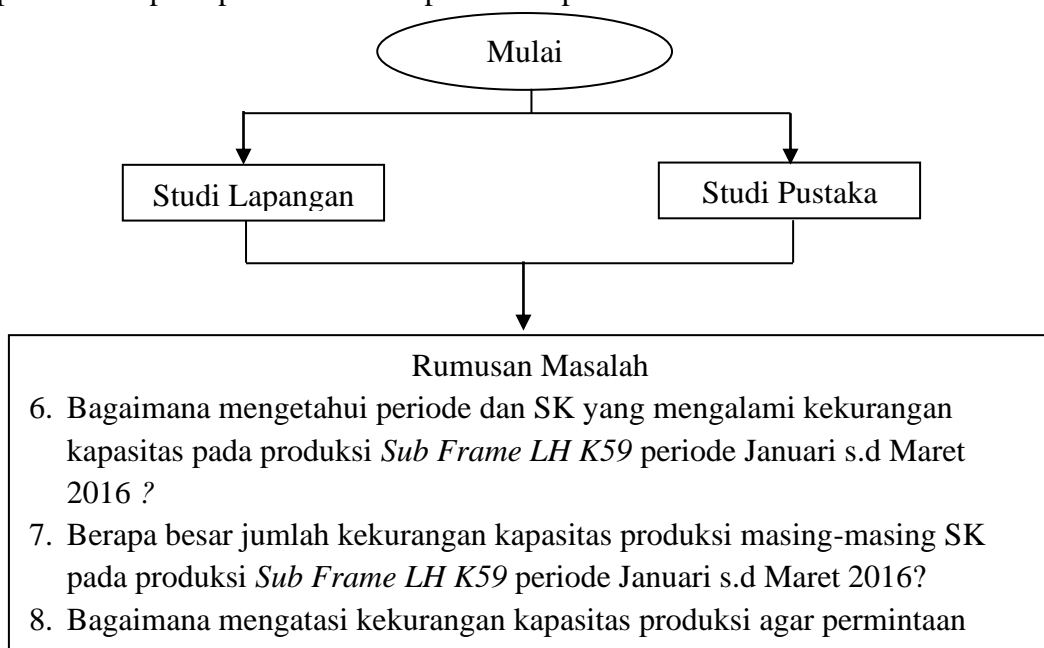 Mulai
Studi Lapangan
Studi Pustaka
Rumusan Masalah
6. Bagaimana mengetahui periode dan SK yang mengalami kekurangan
kapasitas pada produksi Sub Frame LH K59 periode Januari s.d Maret
2016 ?
7. Berapa besar jumlah kekurangan kapasitas produksi masing-masing SK
pada produksi Sub Frame LH K59 periode Januari s.d Maret 2016?
8. Bagaimana mengatasi kekurangan kapasitas produksi agar permintaan